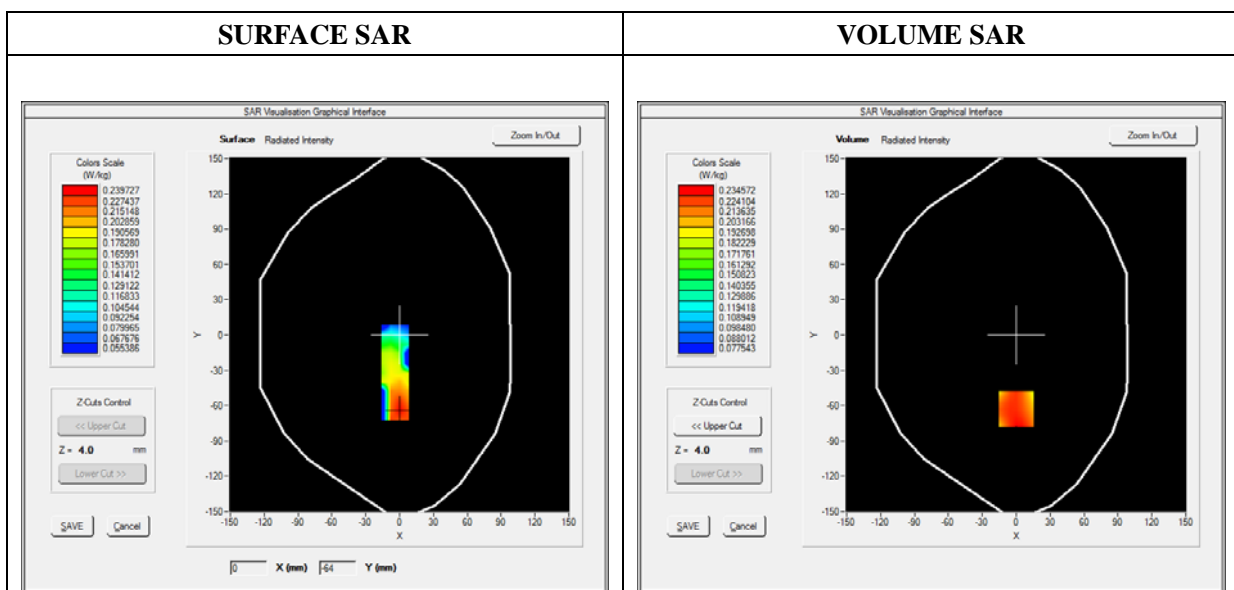 SURFACE SAR
VOLUME SAR
SAR Visualisation Graphical Interface
Surface Radiated Intensity
Zoom In/Out
Colors Scale
(W/kg)
0.239727
0.227437
0.215148
0.202859
0.190569
0.178280
0.165991
0.153701
0.141412
0.129122
0.116833
0.104544
0.092254
0.079965
0.067676
0.055386
Z-Cuts Control
<< Upper Cut
Z = 4.0 mm
Lower Cut >>
SAVE Cancel
150
120
90
60
30
0
-30
-60
-90
-120
-150
Y
-150 -120 -90 -60 -30 0 30 60 90 120 150
X
0 X (mm) -64 Y (mm)
SAR Visualisation Graphical Interface
Volume Radiated Intensity
Zoom In/Out
Colors Scale
(W/kg)
0.234572
0.224104
0.213635
0.203166
0.192698
0.182229
0.171761
0.161292
0.150823
0.140355
0.129886
0.119418
0.108949
0.098480
0.088012
0.077543
Z-Cuts Control
<< Upper Cut
Z = 4.0 mm
Lower Cut >>
SAVE Cancel
150
120
90
60
30
0
-30
-60
-90
-120
-150
Y
-150 -120 -90 -60 -30 0 30 60 90 120 150
X